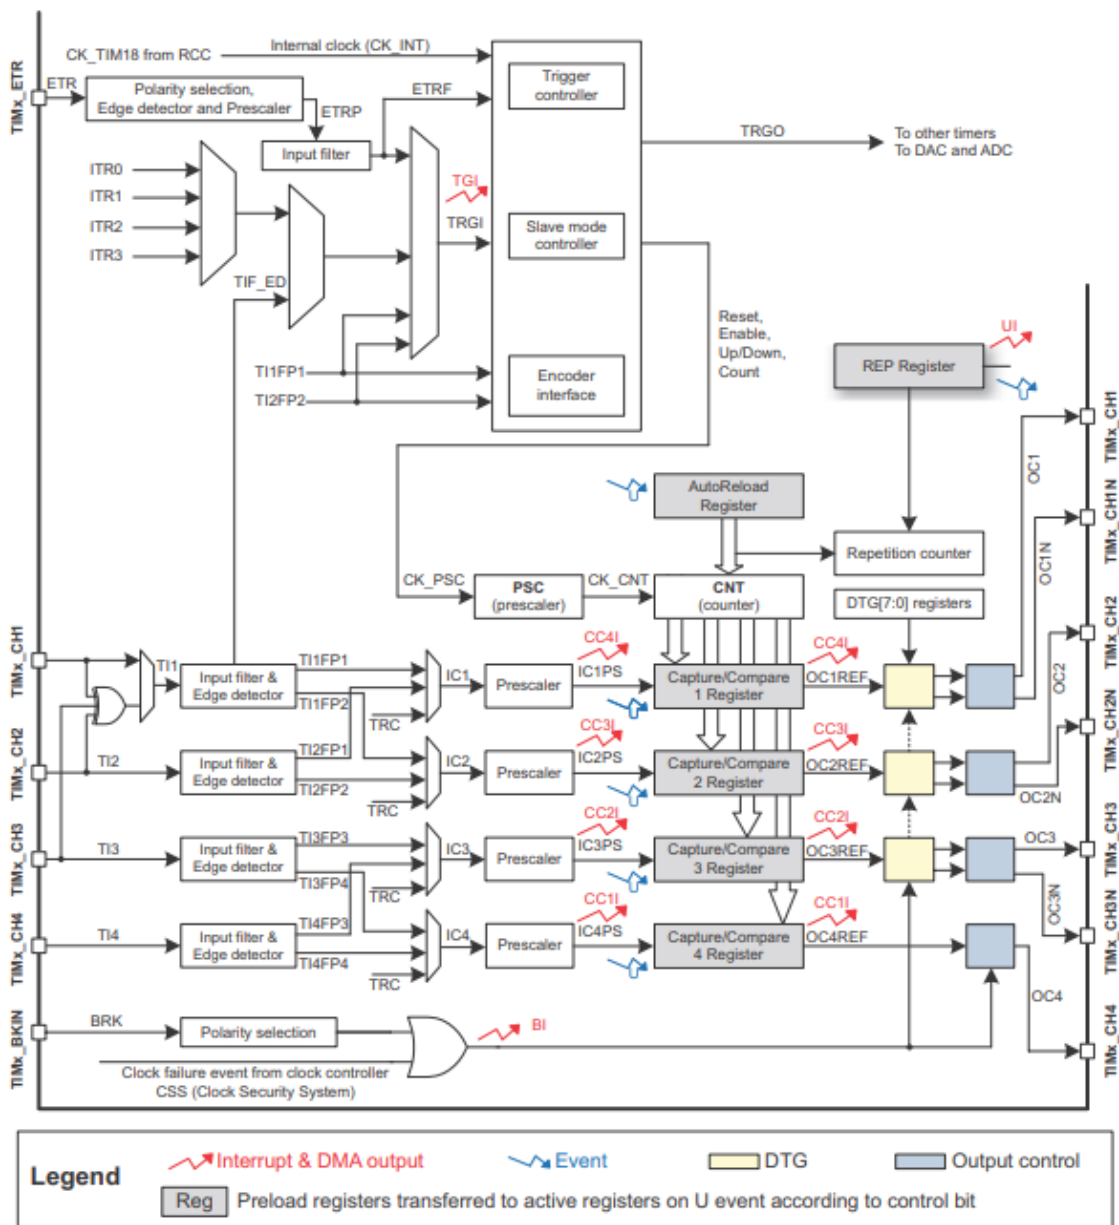 CK_TIM18 from RCC
Internal clock (CK_INT)
TIMx_ETR
ETR
Polarity selection,
Edge detector and Prescaler
ETRP
ETRF
Input filter
Trigger
controller
TRGO
To other timers
To DAC and ADC
ITR0
ITR1
ITR2
ITR3
TGI
TRGI
Slave mode
controller
TIF_ED
Reset,
Enable,
Up/Down,
Count
UI
REP Register
TI1FP1
TI2FP2
Encoder
interface
TIMx_CH1
OC1
AutoReload
Register
TIMx_CH1N
OC1N
Repetition counter
CK_PSC
PSC
(prescaler)
CK_CNT
CNT
(counter)
DTG[7:0] registers
TIMx_CH2
OC2
TIMx_CH1
TI1
Input filter &
Edge detector
TI1FP1
TI1FP2
TRC
IC1
Prescaler
CC4I
IC1PS
Capture/Compare
1 Register
CC4I
OC1REF
TIMx_CH2N
OC2N
TIMx_CH2
TI2
Input filter &
Edge detector
TI2FP1
TI2FP2
TRC
IC2
Prescaler
CC3I
IC2PS
Capture/Compare
2 Register
CC3I
OC2REF
TIMx_CH3
OC3
TIMx_CH3
TI3
Input filter &
Edge detector
TI3FP3
TI3FP4
TRC
IC3
Prescaler
CC2I
IC3PS
Capture/Compare
3 Register
CC2I
OC3REF
TIMx_CH3N
OC3N
TIMx_CH4
TI4
Input filter &
Edge detector
TI4FP3
TI4FP4
TRC
IC4
Prescaler
CC1I
IC4PS
Capture/Compare
4 Register
CC1I
OC4REF
OC4
TIMx_CH4
TIMx_BKIN
BRK
Polarity selection
BI
Clock failure event from clock controller
CSS (Clock Security System)
Legend
Interrupt & DMA output
Event
DTG
Output control
Reg
Preload registers transferred to active registers on U event according to control bit